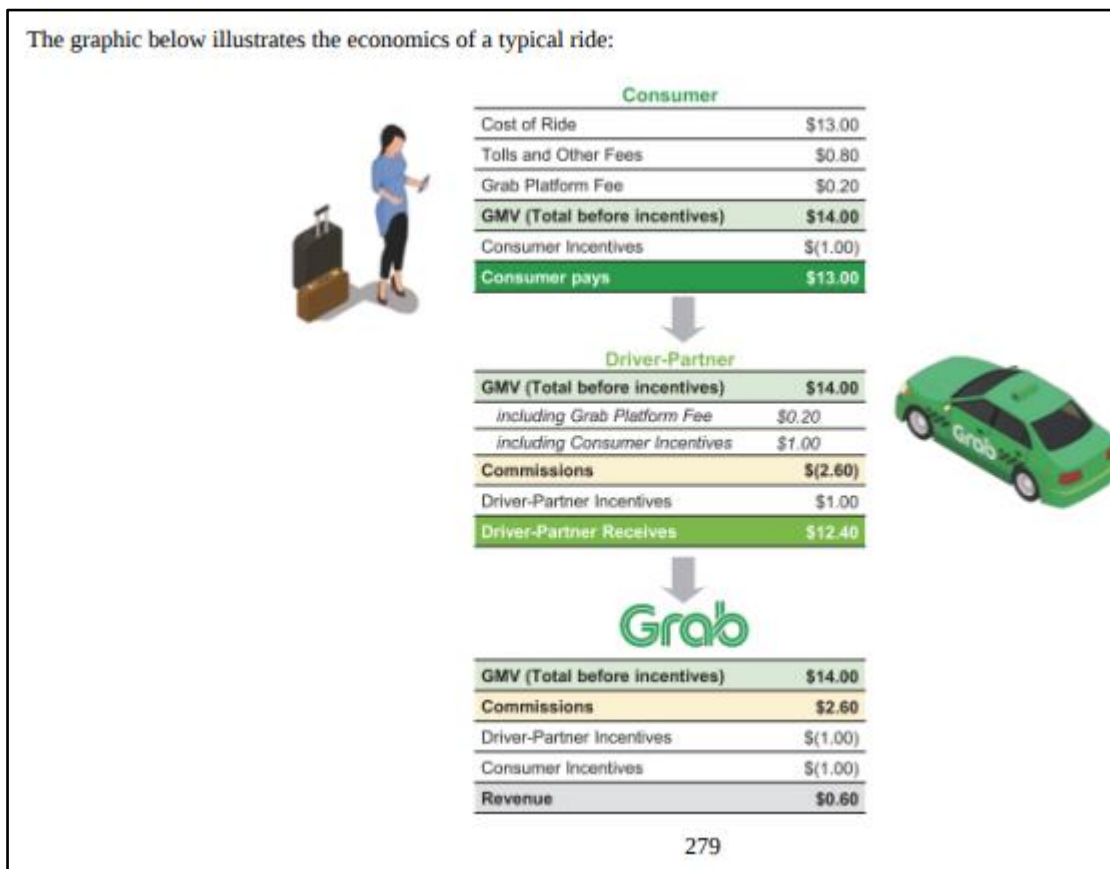 The graphic below illustrates the economics of a typical ride:
Consumer
Cost of Ride $13.00
Tolls and Other Fees $0.80
Grab Platform Fee $0.20
GMV (Total before incentives) $14.00
Consumer Incentives $(1.00)
Consumer pays $13.00
Driver-Partner
GMV (Total before incentives) $14.00
including Grab Platform Fee $0.20
including Consumer Incentives $1.00
Commissions $(2.60)
Driver-Partner Incentives $1.00
Driver-Partner Receives $12.40
Grab
Grab
GMV (Total before incentives) $14.00
Commissions $2.60
Driver-Partner Incentives $(1.00)
Consumer Incentives $(1.00)
Revenue $0.60
279